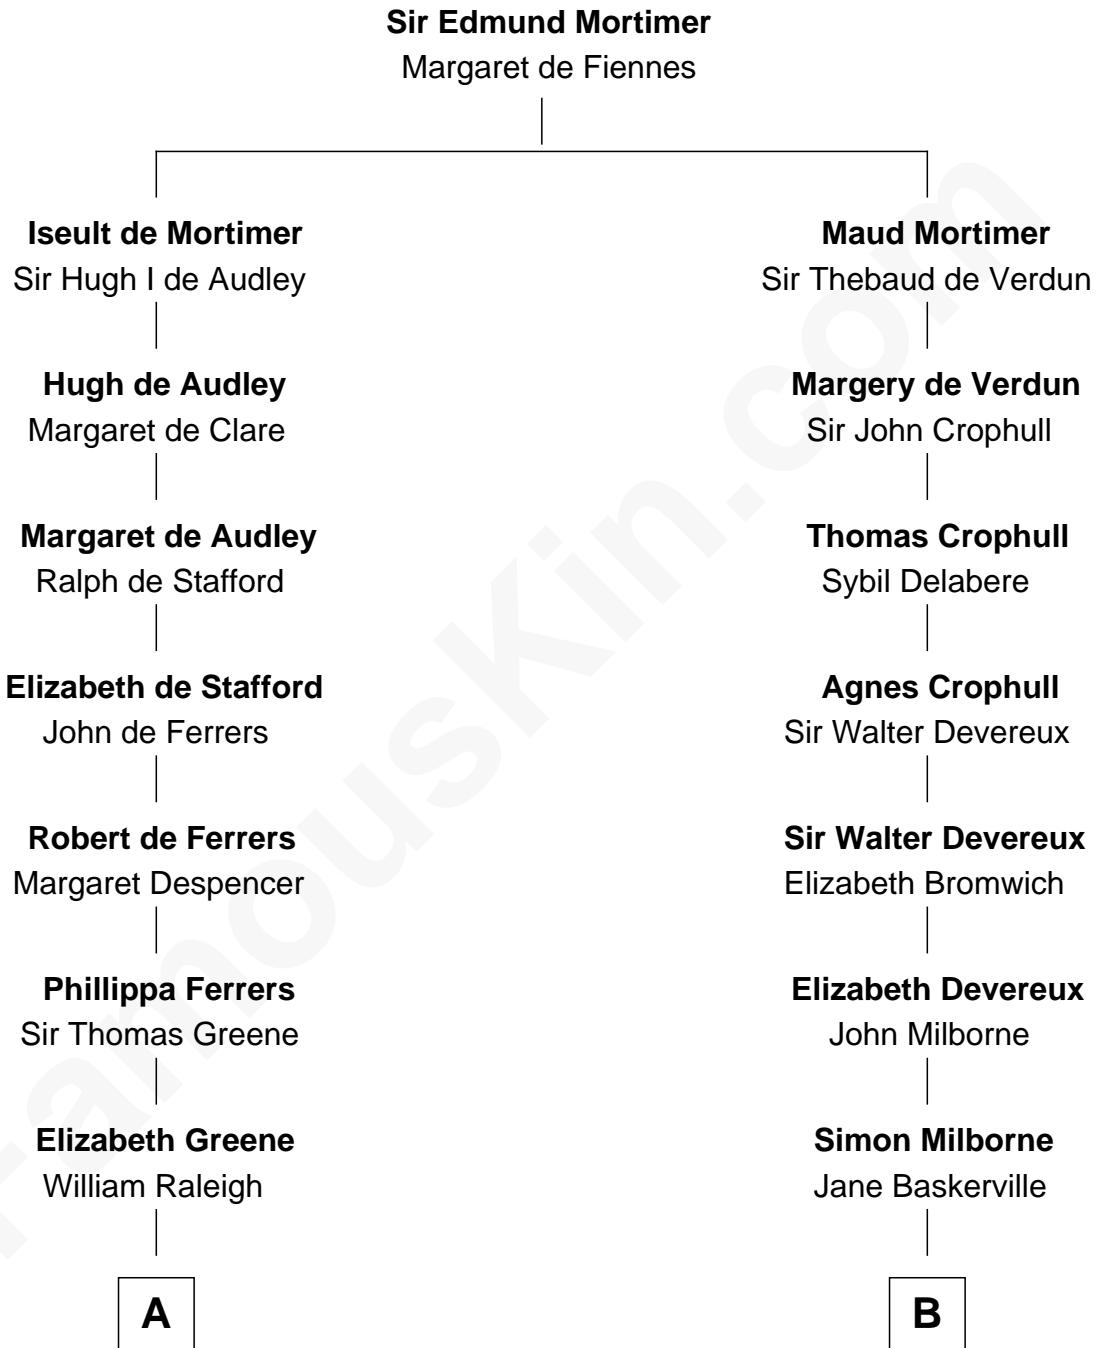 Sir Edmund Mortimer
Margaret de Fiennes
Iseult de Mortimer
Sir Hugh I de Audley
Maud Mortimer
Sir Thebaud de Verdun
Hugh de Audley
Margaret de Clare
Margery de Verdun
Sir John Crophull
Margaret de Audley
Ralph de Stafford
Thomas Crophull
Sybil Delabere
Elizabeth de Stafford
John de Ferrers
Agnes Crophull
Sir Walter Devereux
Robert de Ferrers
Margaret Despencer
Sir Walter Devereux
Elizabeth Bromwich
Phillippa Ferrers
Sir Thomas Greene
Elizabeth Devereux
John Milborne
Elizabeth Greene
William Raleigh
Simon Milborne
Jane Baskerville
A
B
FamousKin.com